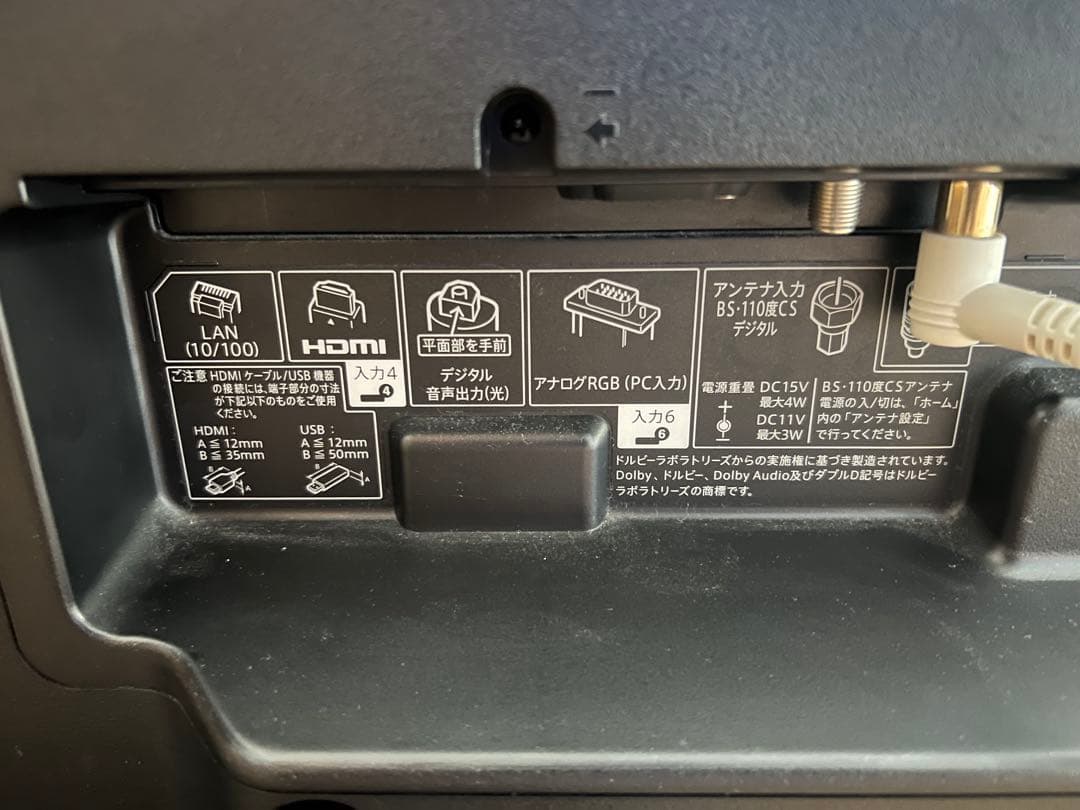 LAN
(10/100)
HDMI
入力4
4
平面部を手前
デジタル
音声出力(光)
アナログRGB (PC入力)
入力6
6
アンテナ入力
BS・110度CS
デジタル
ご注意 HDMIケーブル/USB機器
の接続には、端子部分の寸法
が下記以下のものをご使用
ください。
HDMI:
A≦12mm
B≦35mm
USB:
A≦12mm
B≦50mm
B
A
B
A
電源重畳 DC15V
最大4W
DC11V
最大3W
BS・110度CSアンテナ
電源の入/切は、「ホーム」
内の「アンテナ設定」
で行ってください。
ドルビーラボラトリーズからの実施権に基づき製造されています。
Dolby、ドルビー、Dolby Audio及びダブルD記号はドルビー
ラボラトリーズの商標です。